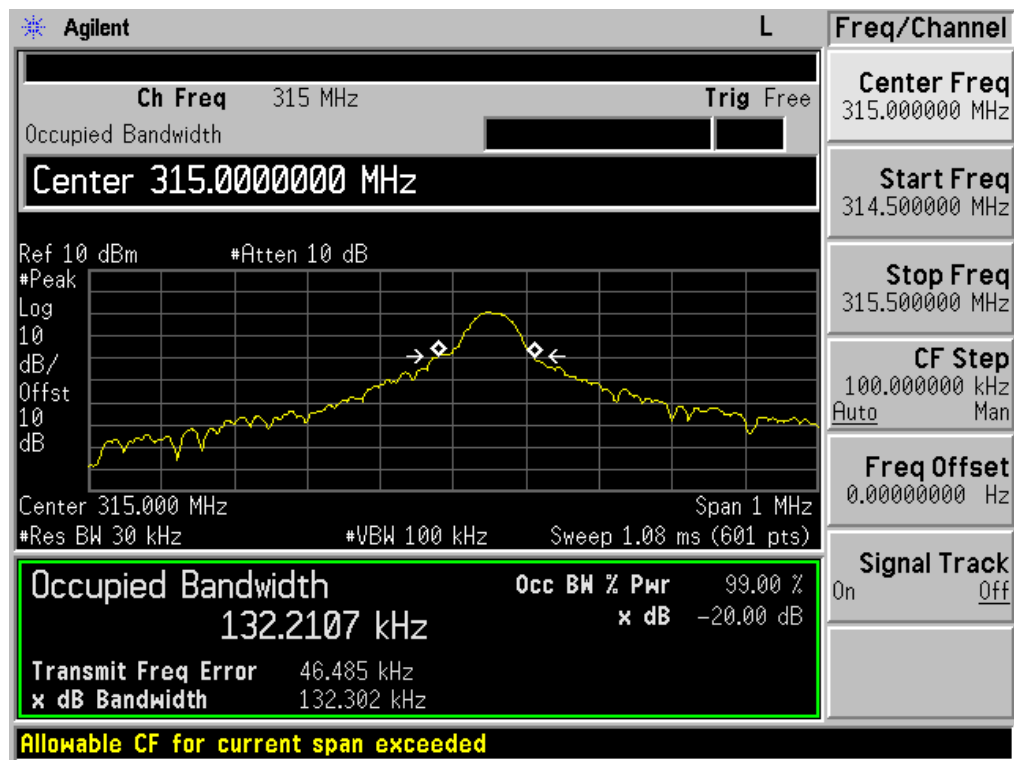 Agilent L Freq/Channel
Ch Freq 315 MHz Trig Free
Occupied Bandwidth
Center 315.0000000 MHz
Ref 10 dBm #Atten 10 dB
#Peak
Log
10
dB/
Offst
10
dB
Center 315.000 MHz Span 1 MHz
#Res BW 30 kHz #VBW 100 kHz Sweep 1.08 ms (601 pts)
Occupied Bandwidth Occ BW % Pwr 99.00 %
132.2107 kHz x dB -20.00 dB
Transmit Freq Error 46.485 kHz
x dB Bandwidth 132.302 kHz
Allowable CF for current span exceeded
Center Freq
315.000000 MHz
Start Freq
314.500000 MHz
Stop Freq
315.500000 MHz
CF Step
100.000000 kHz
Auto Man
Freq Offset
0.00000000 Hz
Signal Track
On Off